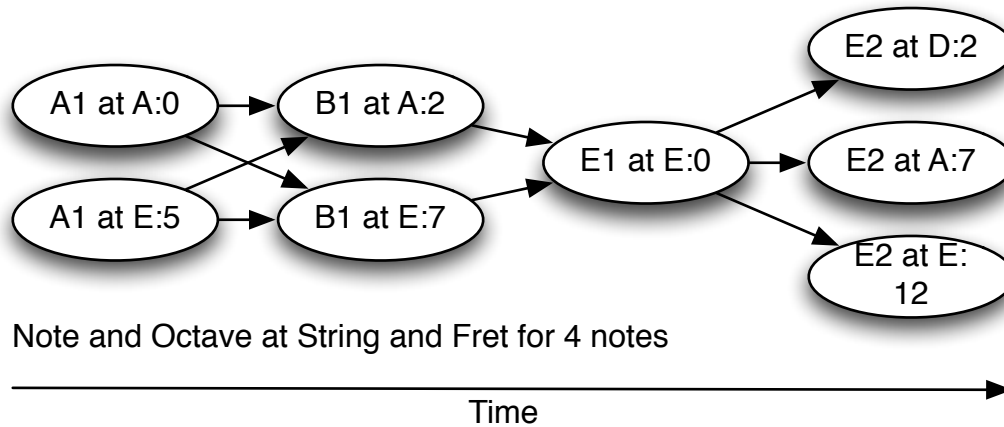 A1 at A:0
A1 at E:5
B1 at A:2
B1 at E:7
E1 at E:0
E2 at D:2
E2 at A:7
E2 at E:
12
Note and Octave at String and Fret for 4 notes
Time